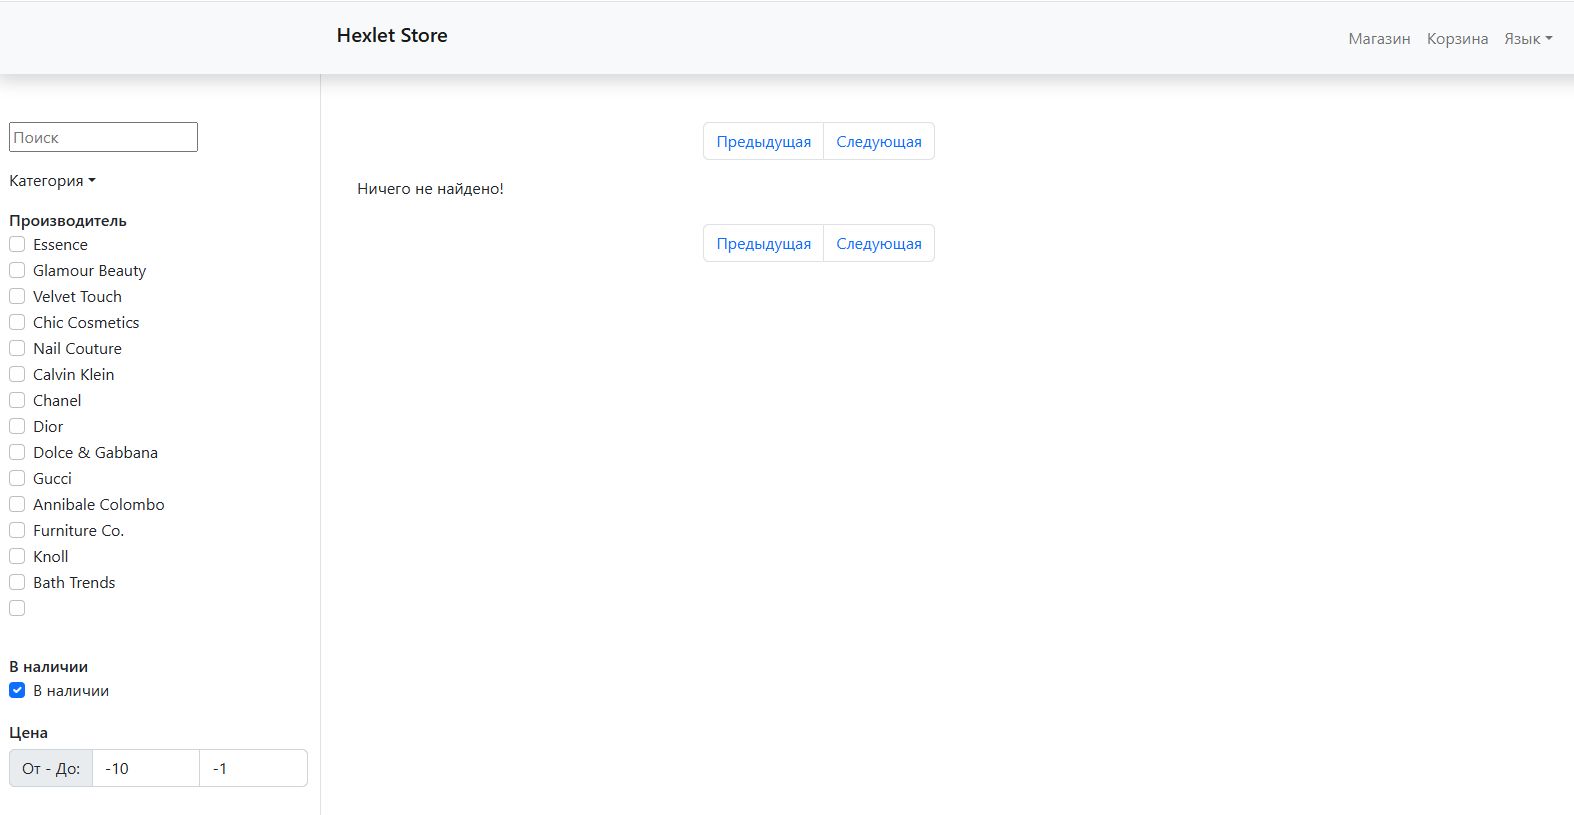 Hexlet Store
Магазин Корзина Язык
Поиск
Категория
Производитель
Essence
Glamour Beauty
Velvet Touch
Chic Cosmetics
Nail Couture
Calvin Klein
Chanel
Dior
Dolce & Gabbana
Gucci
Annibale Colombo
Furniture Co.
Knoll
Bath Trends
В наличии
В наличии
Цена
От - До: -10 -1
Предыдущая Следующая
Ничего не найдено!
Предыдущая Следующая